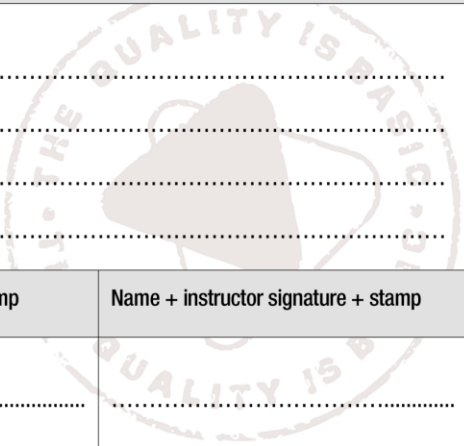 THE QUALITY IS BASIC
mp
Name + instructor signature + stamp
QUALITY IS B